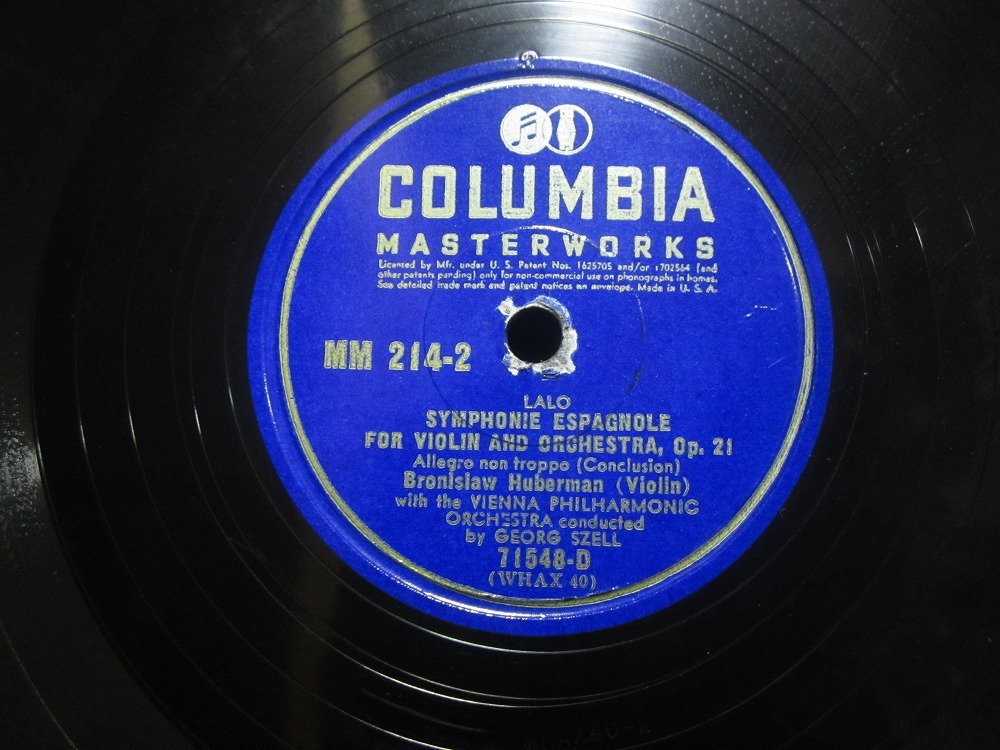 COLUMBIA
MASTERWORKS
Licensed by Mfr. under U. S. Patent Nos. 1625705 and/or 1702564 (and
other patents pending) only for non-commercial use on phonographs in homes.
See detailed trade mark and patent notices on envelope. Made in U. S. A.
MM 214-2
LALO
SYMPHONIE ESPAGNOLE
FOR VIOLIN AND ORCHESTRA, Op. 21
Allegro non troppo (Conclusion)
Bronislaw Huberman (Violin)
with the VIENNA PHILHARMONIC
ORCHESTRA conducted
by GEORG SZELL
71548-D
(WHAX 40)